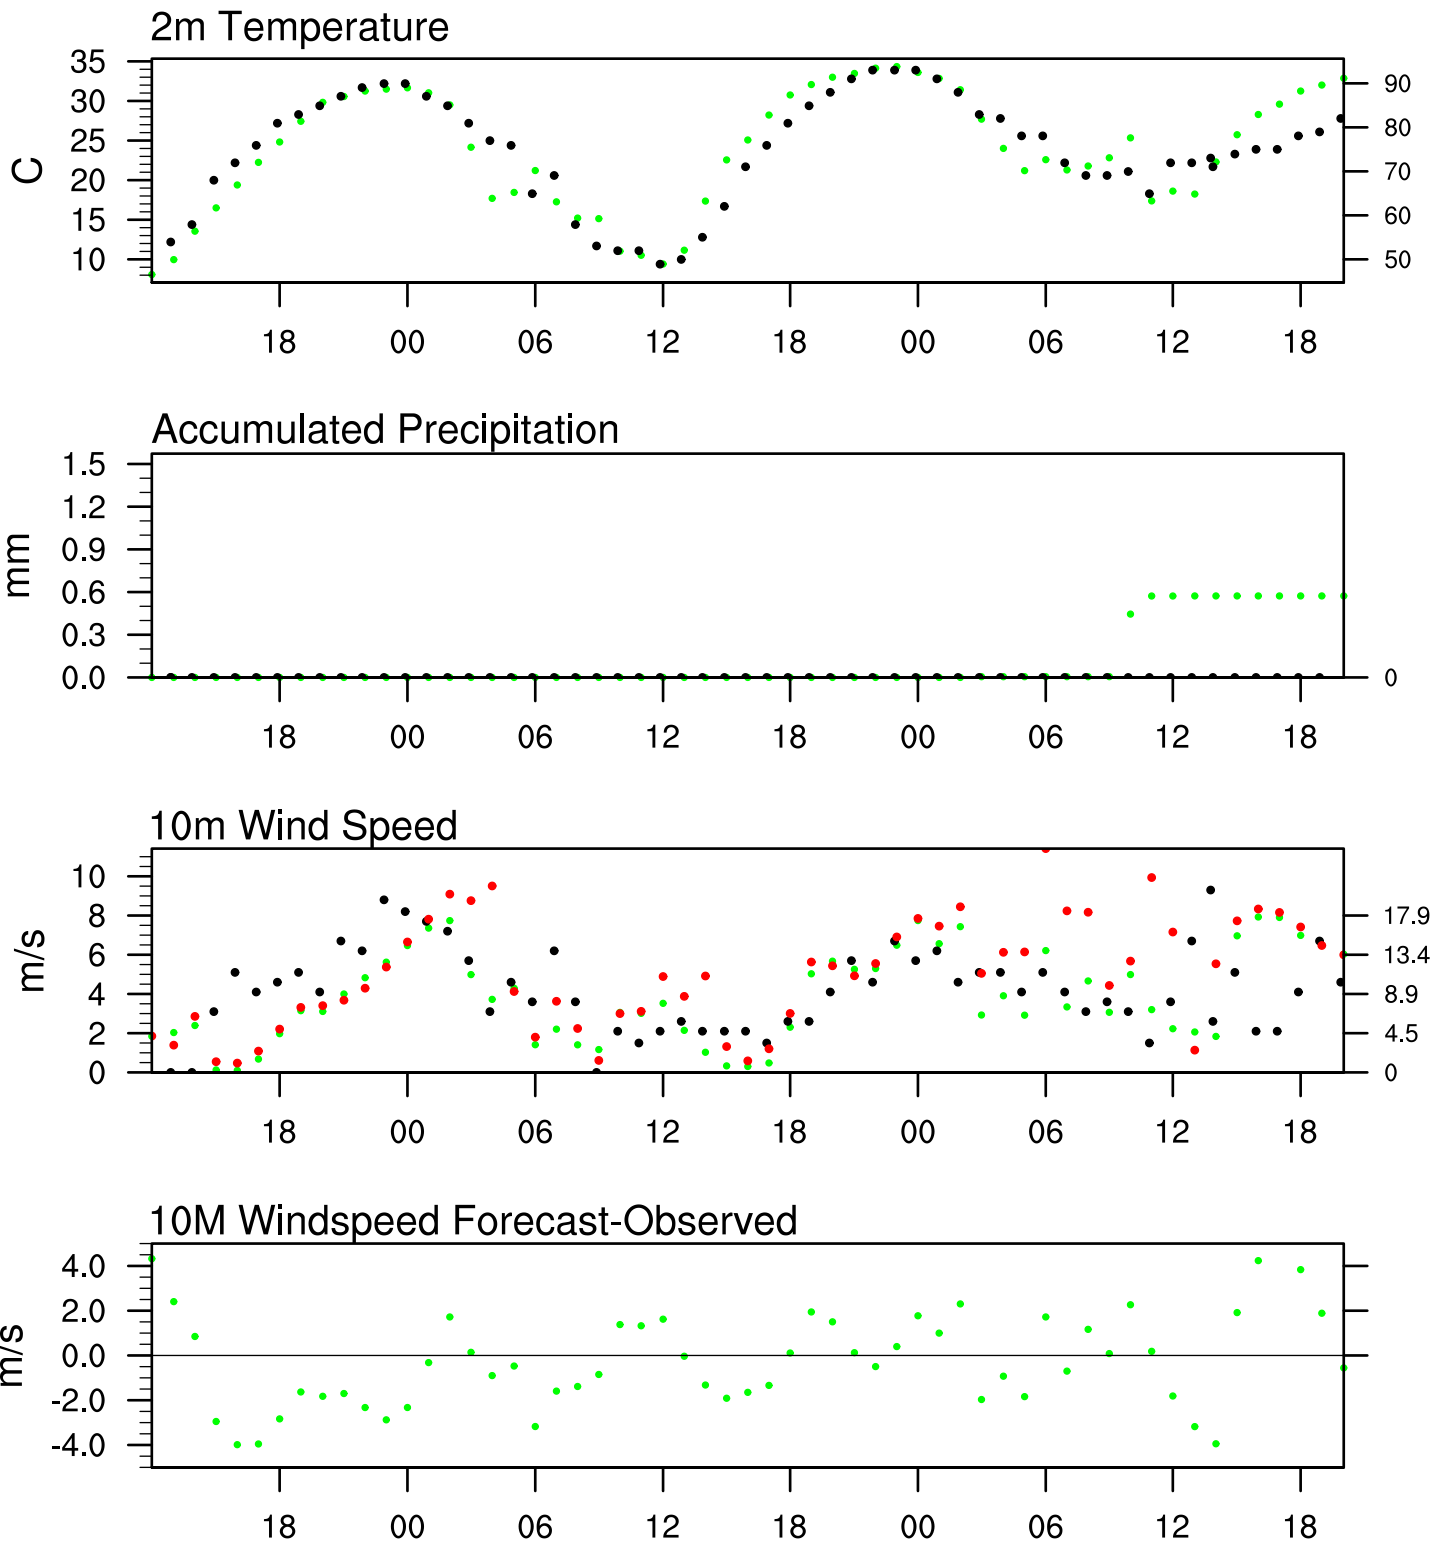 2m Temperature
35
30
25
20
15
10
C
90
80
70
60
50
18 00 06 12 18 00 06 12 18
Accumulated Precipitation
1.5
1.2
0.9
0.6
0.3
0.0
mm
0
18 00 06 12 18 00 06 12 18
10m Wind Speed
10
8
6
4
2
0
m/s
17.9
13.4
8.9
4.5
0
18 00 06 12 18 00 06 12 18
10M Windspeed Forecast-Observed
4.0
2.0
0.0
-2.0
-4.0
m/s
18 00 06 12 18 00 06 12 18